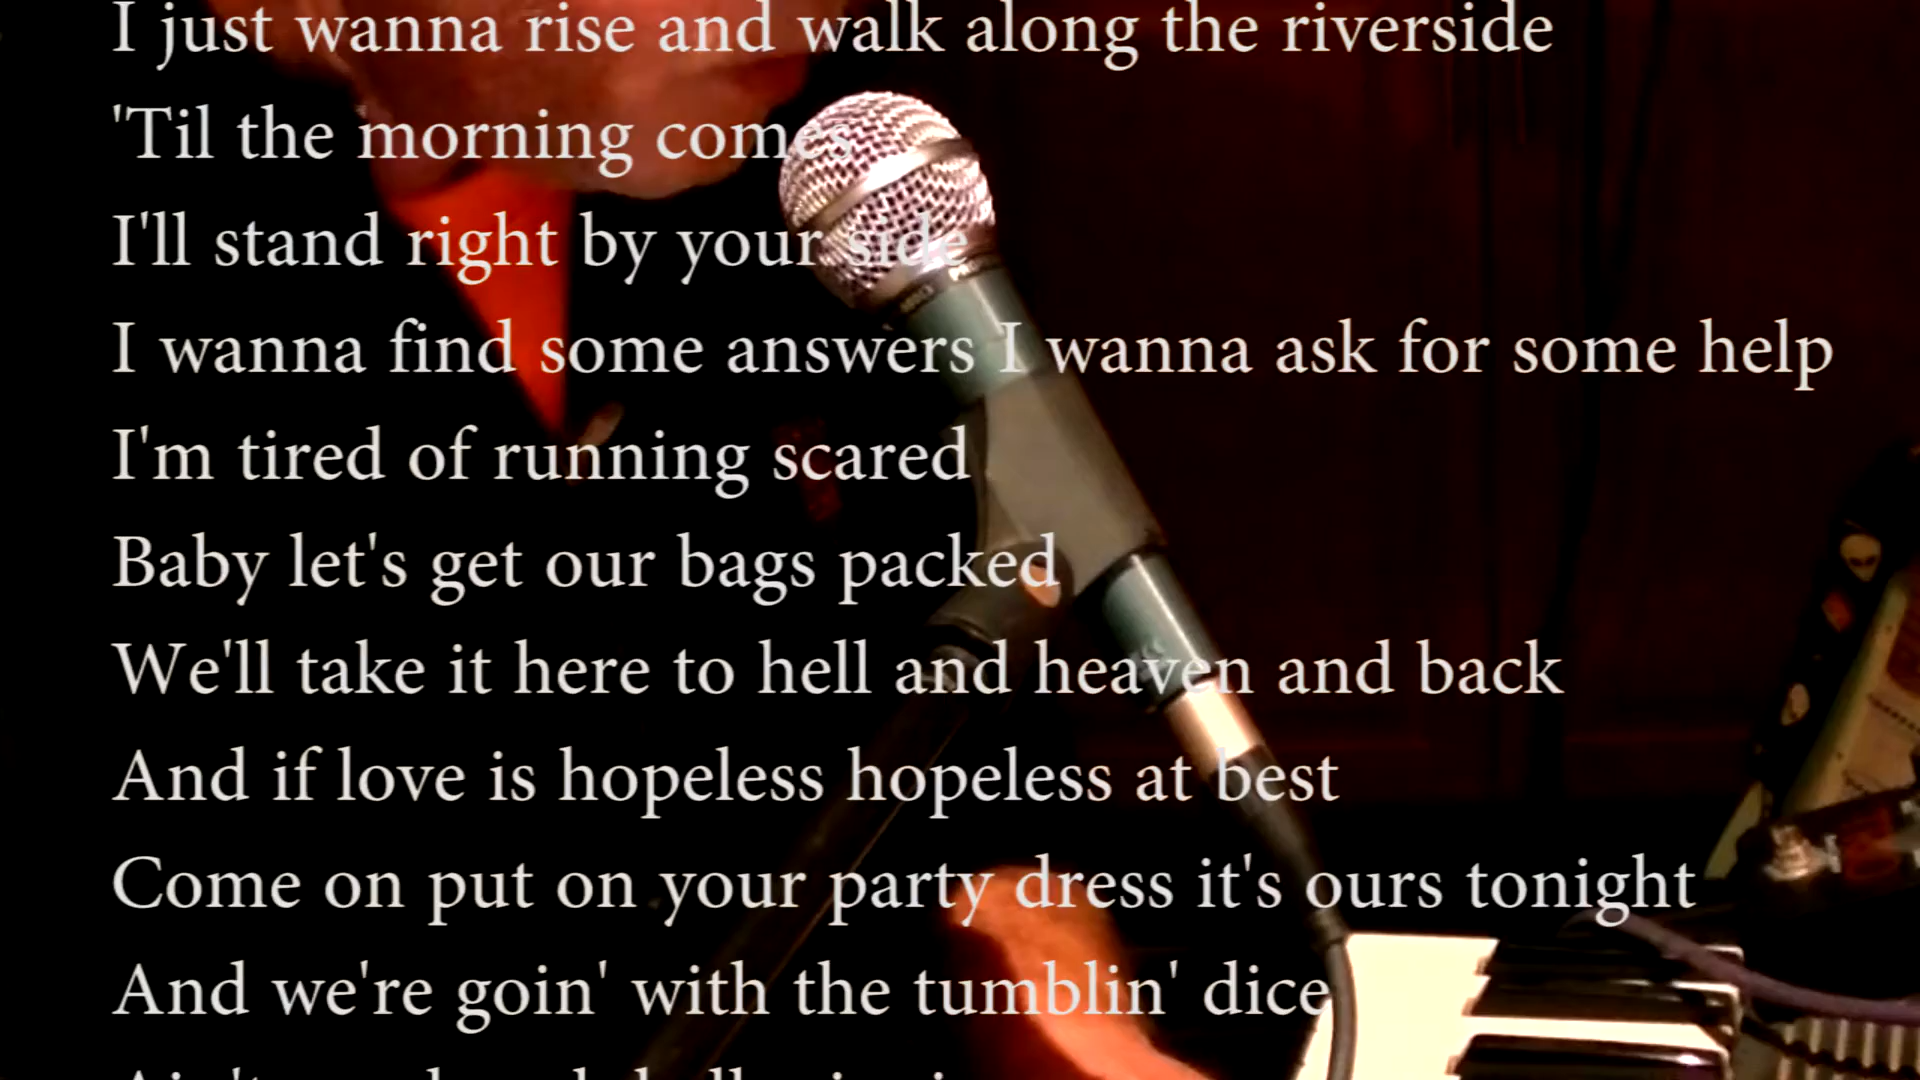 I just wanna rise and walk along the riverside
'Til the morning comes
I'll stand right by your side
I wanna find some answers I wanna ask for some help
I'm tired of running scared
Baby let's get our bags packed
We'll take it here to hell and heaven and back
And if love is hopeless hopeless at best
Come on put on your party dress it's ours tonight
And we're goin' with the tumblin' dice